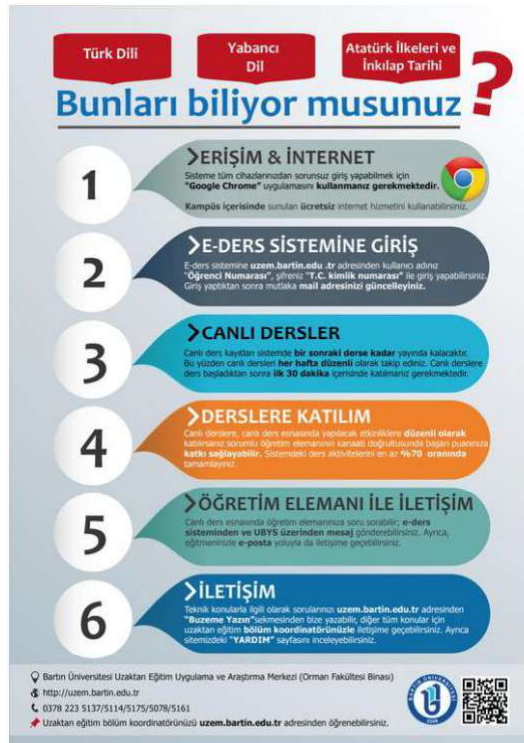 Türk Dili
Yabancı
Dil
Atatürk İlkeleri ve
İnkılap Tarihi
Bunları biliyor musunuz ?
1
ERİŞİM & İNTERNET
Sisteme tüm cihazlarınızdan sorunsuz giriş yapabilmek için
"Google Chrome" uygulamasını kullanmanız gerekmektedir.
Kampüs içerisinde sunulan ücretsiz internet hizmetini kullanabilirsiniz.
2
E-DERS SİSTEMİNE GİRİŞ
E-ders sistemine uzem.bartin.edu .tr adresinden kullanıcı adınız
"Öğrenci Numarası", şifreniz "T.C. kimlik numarası" ile giriş yapabilirsiniz.
Giriş yaptıktan sonra mutlaka mail adresinizi güncelleyiniz.
3
CANLI DERSLER
Canlı ders kayıtları sistemde bir sonraki derse kadar yayında kalacaktır.
Bu yüzden canlı dersleri her hafta düzenli olarak takip ediniz. Canlı derslere
ders başladıktan sonra ilk 30 dakika içerisinde katılmanız gerekmektedir.
4
DERSLERE KATILIM
Canlı derslere, canlı ders esnasında yapılacak etkinliklere düzenli olarak
katılırsanız sorumlu öğretim elemanının kanaati doğrultusunda başarı puanınıza
katkı sağlayabilir. Sistemdeki ders aktivitelerini en az %70 oranında
tamamlayınız.
5
ÖĞRETİM ELEMANI İLE İLETİŞİM
Canlı ders esnasında öğretim elemanınıza soru sorabilir; e-ders
sisteminden ve UBYS üzerinden mesaj gönderebilirsiniz. Ayrıca,
eğitmeninizle e-posta yoluyla da iletişime geçebilirsiniz.
6
İLETİŞİM
Teknik konularla ilgili olarak sorularınızı uzem.bartin.edu.tr adresinden
"Buzeme Yazın"sekmesinden bize yazabilir, diğer tüm konular için
uzaktan eğitim bölüm koordinatörünüzle iletişime geçebilirsiniz. Ayrıca
sitemizdeki "YARDIM" sayfasını inceleyebilirsiniz.
Bartın Üniversitesi Uzaktan Eğitim Uygulama ve Araştırma Merkezi (Orman Fakültesi Binası)
http://uzem.bartin.edu.tr
0378 223 5137/5114/5175/5078/5161
Uzaktan eğitim bölüm koordinatörünüzü uzem.bartin.edu.tr adresinden öğrenebilirsiniz.
BARTIN ÜNİVERSİTESİ
2008